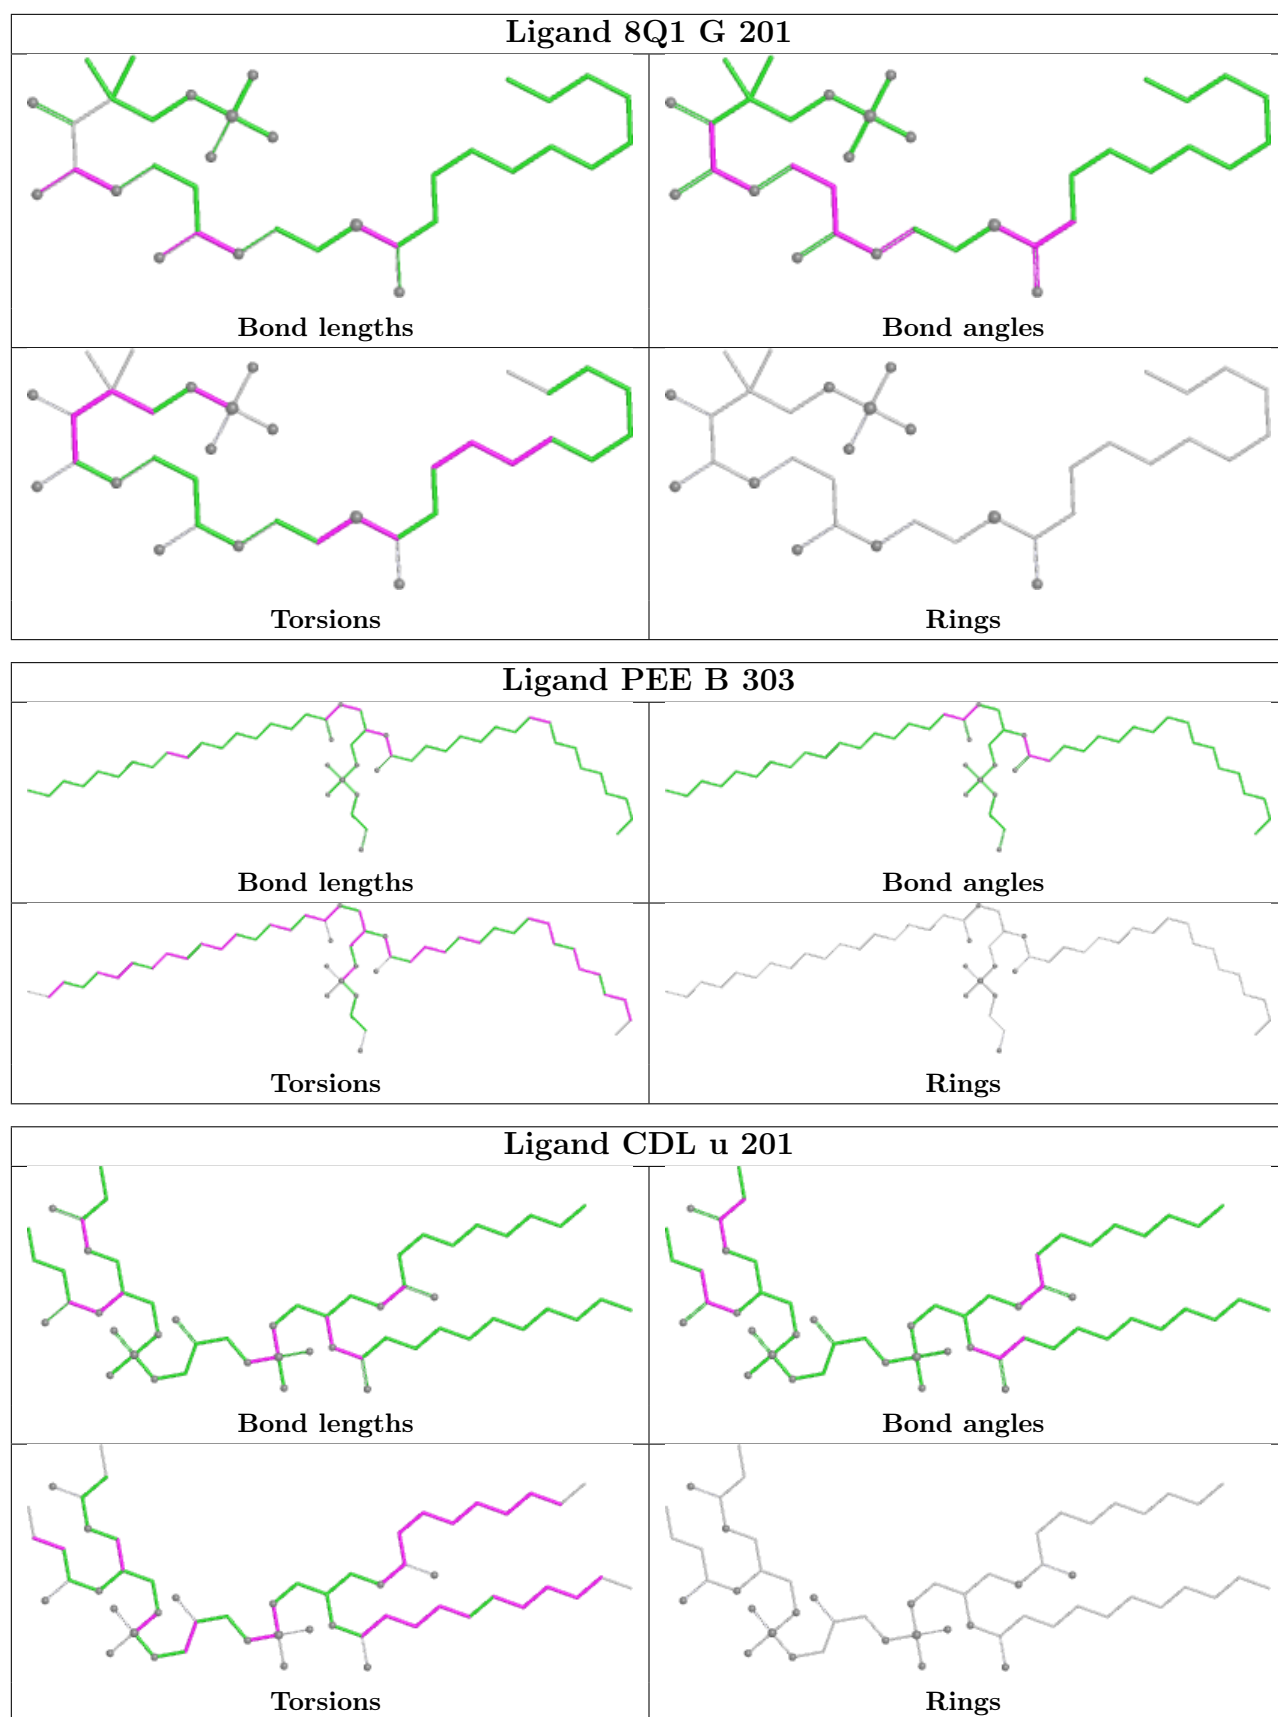 Ligand 8Q1 G 201
Bond lengths
Bond angles
Torsions
Rings
Ligand PEE B 303
Bond lengths
Bond angles
Torsions
Rings
Ligand CDL u 201
Bond lengths
Bond angles
Torsions
Rings